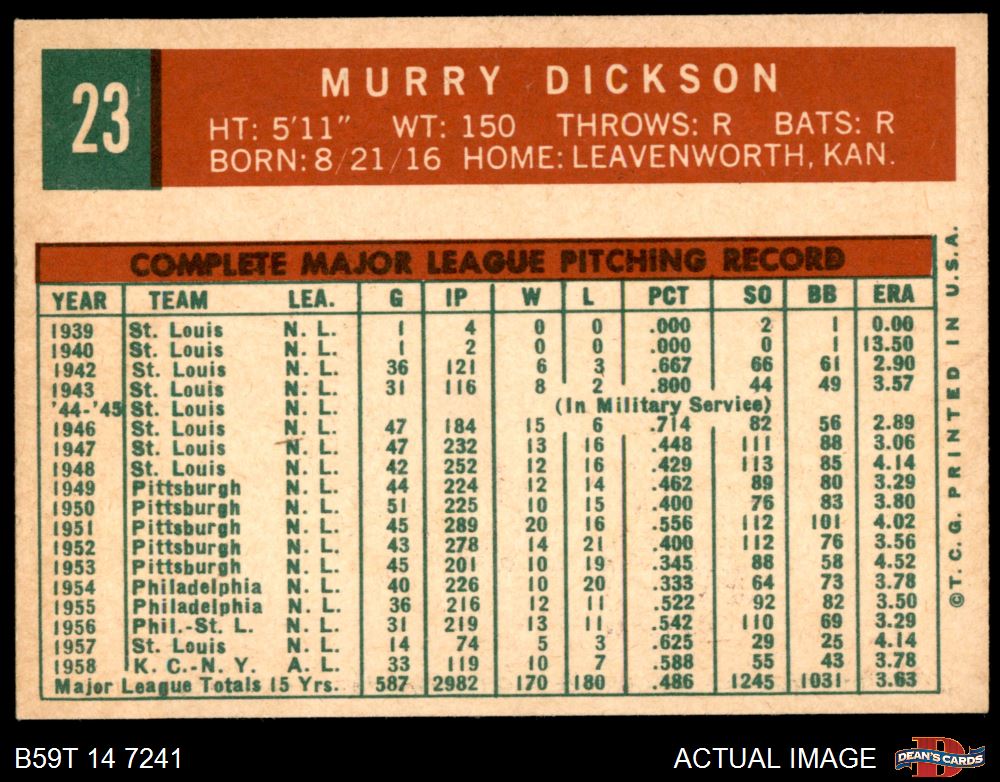 23
MURRY DICKSON
HT: 5'11" WT: 150 THROWS: R BATS: R
BORN: 8/21/16 HOME: LEAVENWORTH, KAN.
COMPLETE MAJOR LEAGUE PITCHING RECORD
YEAR TEAM LEA. G IP W L PCT SO BB ERA
1939 St. Louis N. L. 1 4 0 0 .000 2 1 0.00
1940 St. Louis N. L. 1 2 0 0 .000 0 1 13.50
1942 St. Louis N. L. 36 121 6 3 .667 66 61 2.90
1943 St. Louis N. L. 31 116 8 2 .800 44 49 3.57
'44-'45 St. Louis N. L. (In Military Service)
1946 St. Louis N. L. 47 184 15 6 .714 82 56 2.89
1947 St. Louis N. L. 47 232 13 16 .448 111 88 3.06
1948 St. Louis N. L. 42 252 12 16 .429 113 85 4.14
1949 Pittsburgh N. L. 44 224 12 14 .462 89 80 3.29
1950 Pittsburgh N. L. 51 225 10 15 .400 76 83 3.80
1951 Pittsburgh N. L. 45 289 20 16 .556 112 101 4.02
1952 Pittsburgh N. L. 43 278 14 21 .400 112 76 3.56
1953 Pittsburgh N. L. 45 201 10 19 .345 88 58 4.52
1954 Philadelphia N. L. 40 226 10 20 .333 64 73 3.78
1955 Philadelphia N. L. 36 216 12 11 .522 92 82 3.50
1956 Phil.-St. L. N. L. 31 219 13 11 .542 110 69 3.29
1957 St. Louis N. L. 14 74 5 3 .625 29 25 4.14
1958 K. C.-N. Y. A. L. 33 119 10 7 .588 55 43 3.78
Major League Totals 15 Yrs. 587 2982 170 180 .486 1245 1031 3.63
©T. C. G. PRINTED IN U.S.A.
B59T 14 7241
ACTUAL IMAGE
D
DEAN'S CARDS